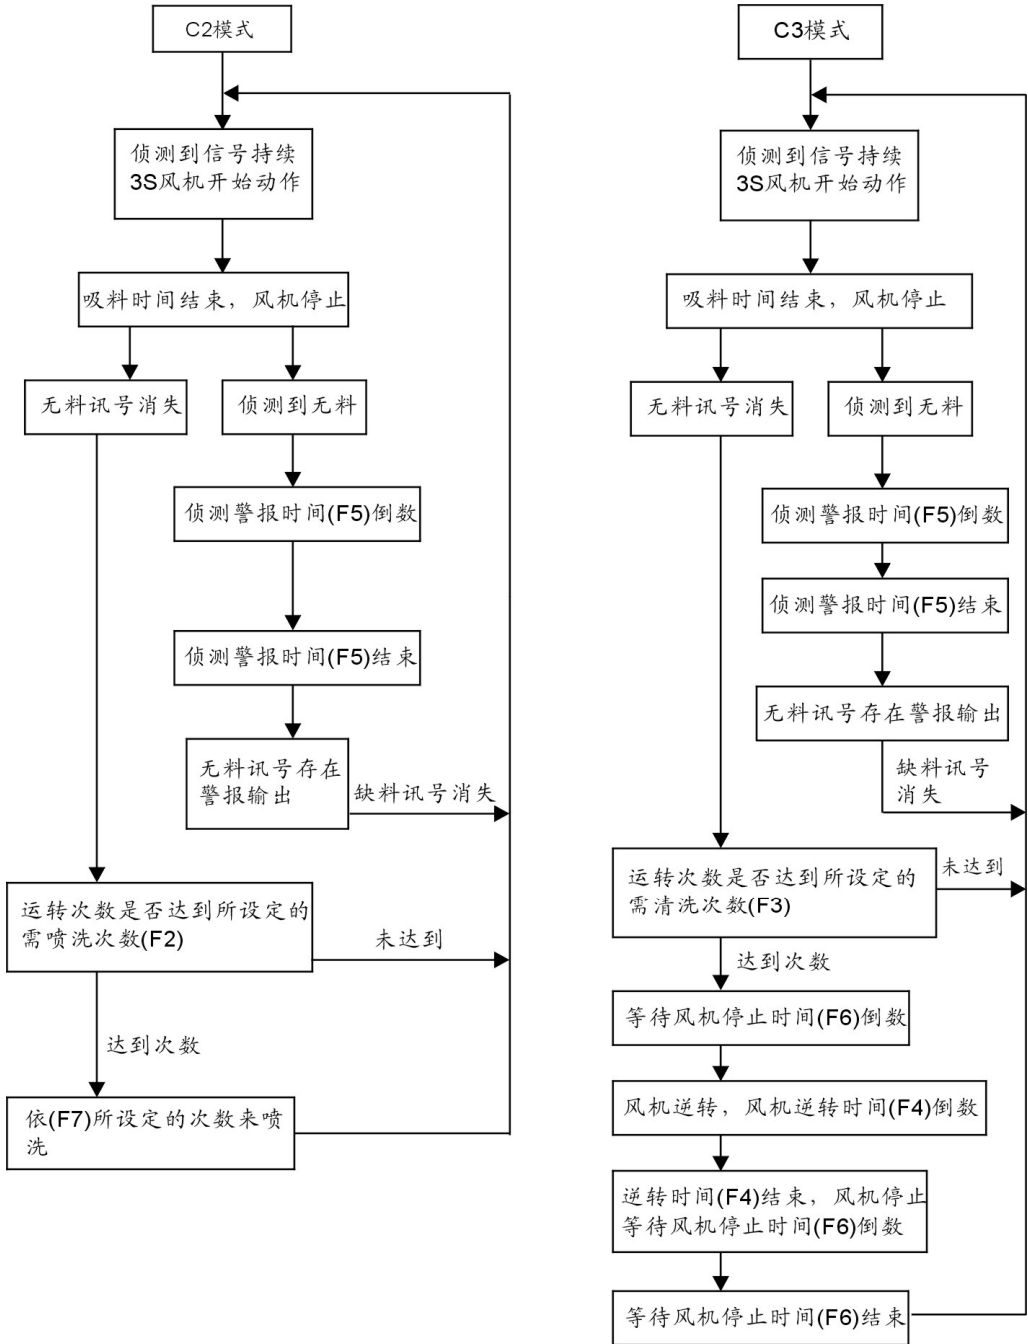 C2模式
侦测到信号持续
3S风机开始动作
吸料时间结束，风机停止
无料讯号消失
侦测到无料
侦测警报时间(F5)倒数
侦测警报时间(F5)结束
无料讯号存在
警报输出
缺料讯号消失
运转次数是否达到所设定的
需喷洗次数(F2)
未达到
达到次数
依(F7)所设定的次数来喷
洗
C3模式
侦测到信号持续
3S风机开始动作
吸料时间结束，风机停止
无料讯号消失
侦测到无料
侦测警报时间(F5)倒数
侦测警报时间(F5)结束
无料讯号存在警报输出
缺料讯号
消失
运转次数是否达到所设定的
需清洗次数(F3)
未达到
达到次数
等待风机停止时间(F6)倒数
风机逆转，风机逆转时间(F4)倒数
逆转时间(F4)结束，风机停止
等待风机停止时间(F6)倒数
等待风机停止时间(F6)结束